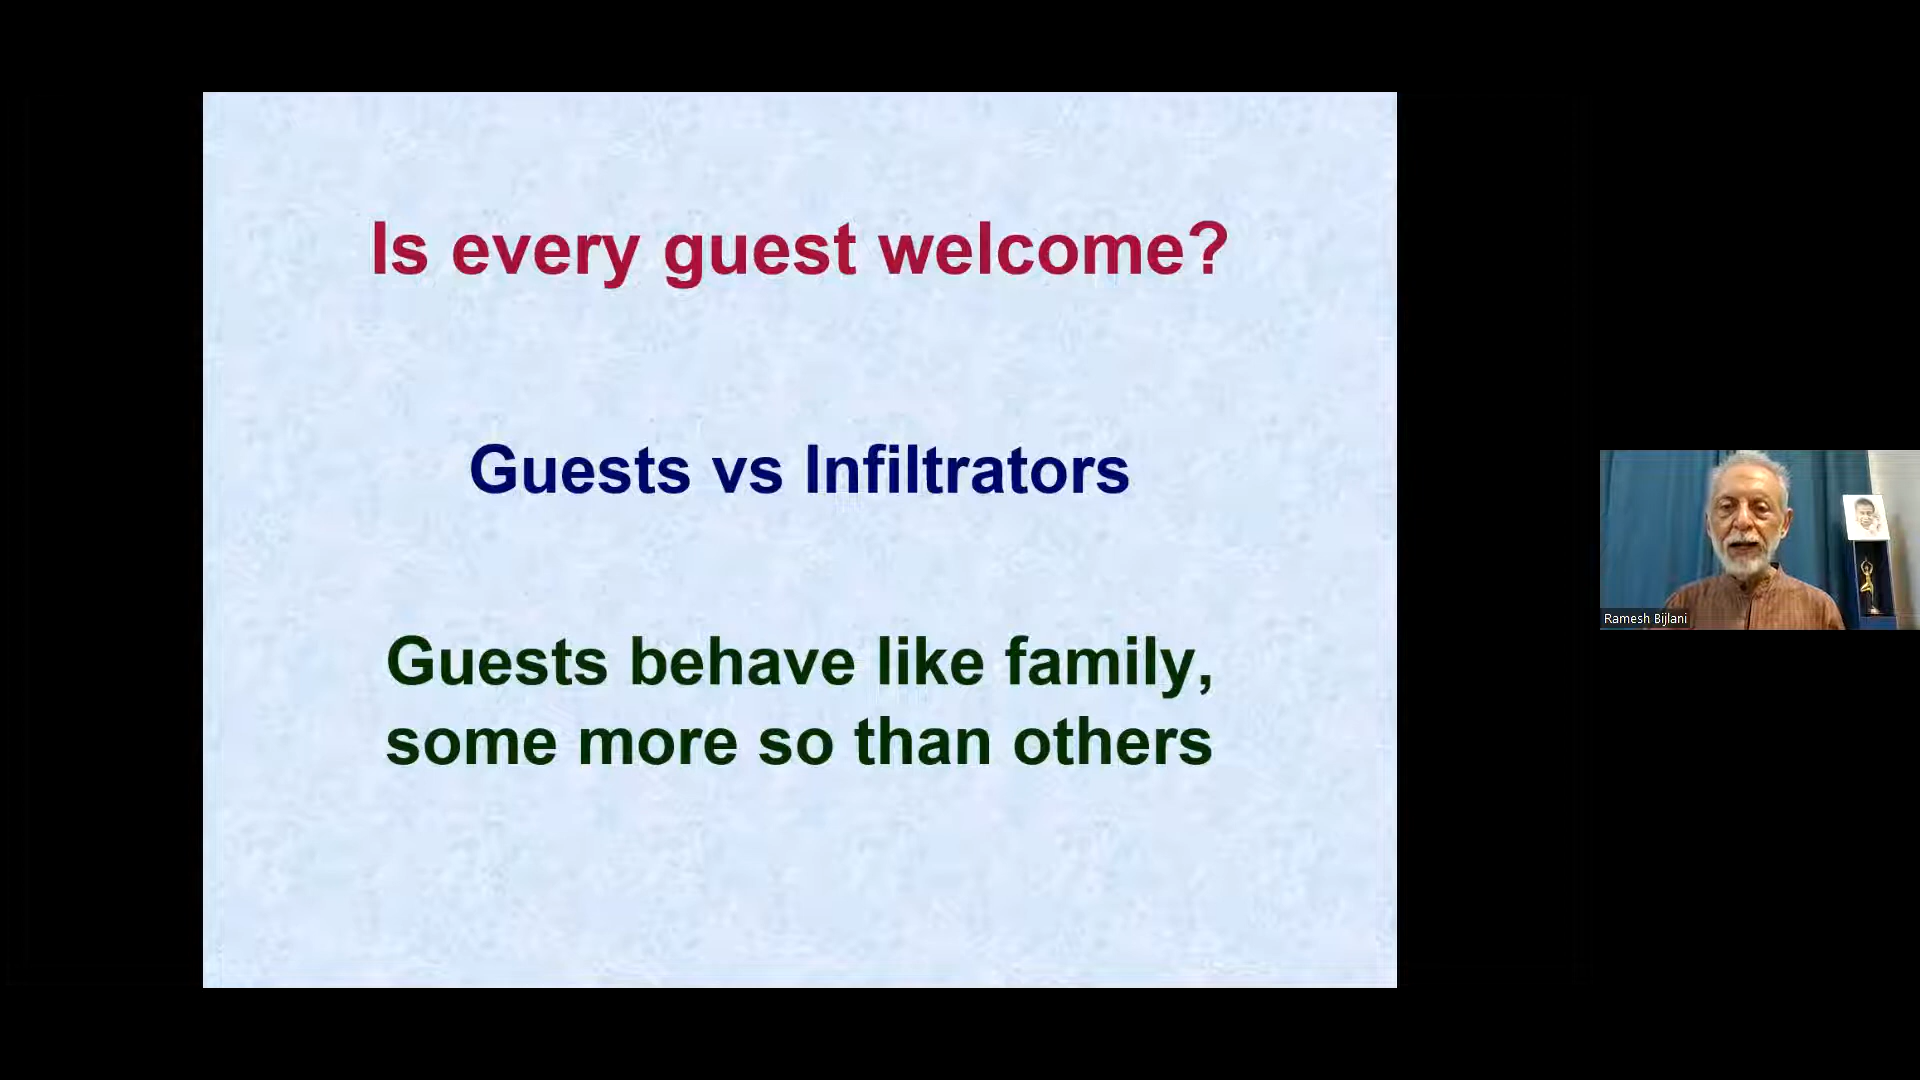 Is every guest welcome?
Guests vs Infiltrators
Guests behave like family,
some more so than others
Ramesh Bijlani